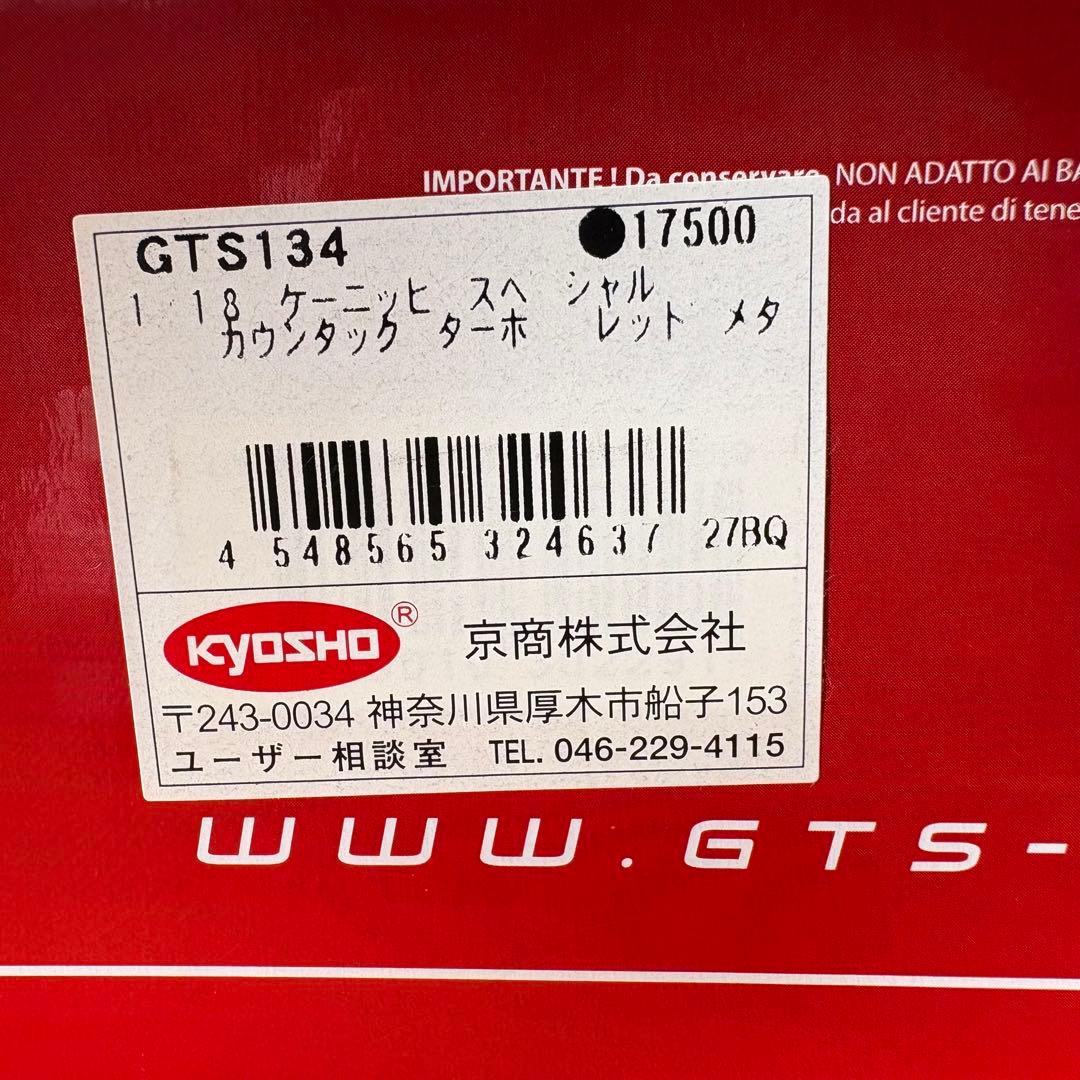 IMPORTANTE ! Da conservare. NON ADATTO AI BA
da al cliente di tene
GTS134 ●17500
1 18 ケーニッヒ スペ シャル
カウンタック ターボ レット メタ
4 548565 324637 27BQ
KYOSHO® 京商株式会社
〒243-0034 神奈川県厚木市船子153
ユーザー相談室 TEL. 046-229-4115
WWW.GTS-